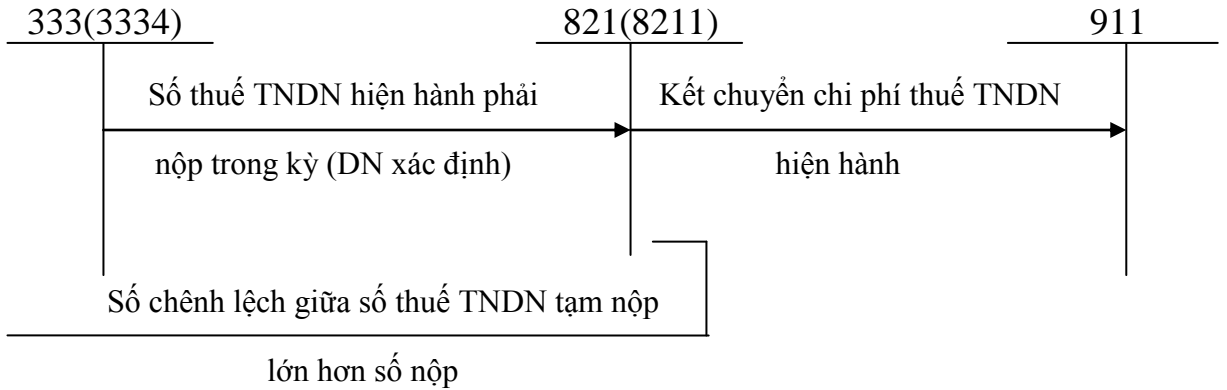 333(3334) 821(8211) 911
Số thuế TNDN hiện hành phải Kết chuyển chi phí thuế TNDN
nộp trong kỳ (DN xác định) hiện hành
Số chênh lệch giữa số thuế TNDN tạm nộp
lớn hơn số nộp